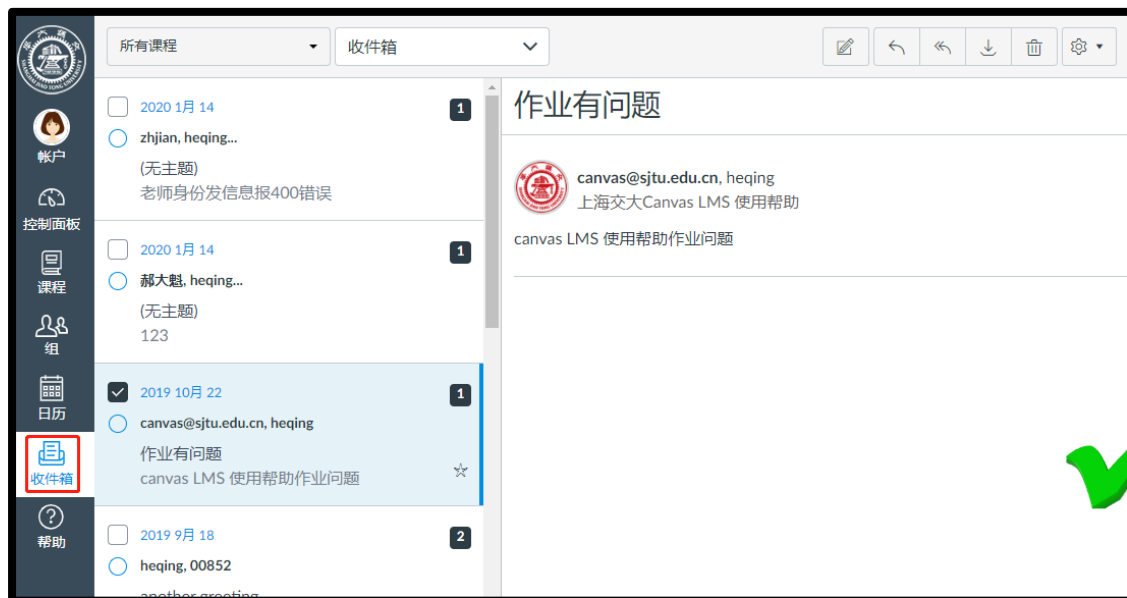 所有课程
收件箱
帐户
控制面板
课程
组
日历
收件箱
帮助
2020 1月 14
1
zhjian, heqing...
(无主题)
老师身份发信息报400错误
2020 1月 14
1
郝大魁, heqing...
(无主题)
123
2019 10月 22
1
canvas@sjtu.edu.cn, heqing
作业有问题
canvas LMS 使用帮助作业问题
2019 9月 18
2
heqing, 00852
another greeting
作业有问题
canvas@sjtu.edu.cn, heqing
上海交大Canvas LMS 使用帮助
canvas LMS 使用帮助作业问题